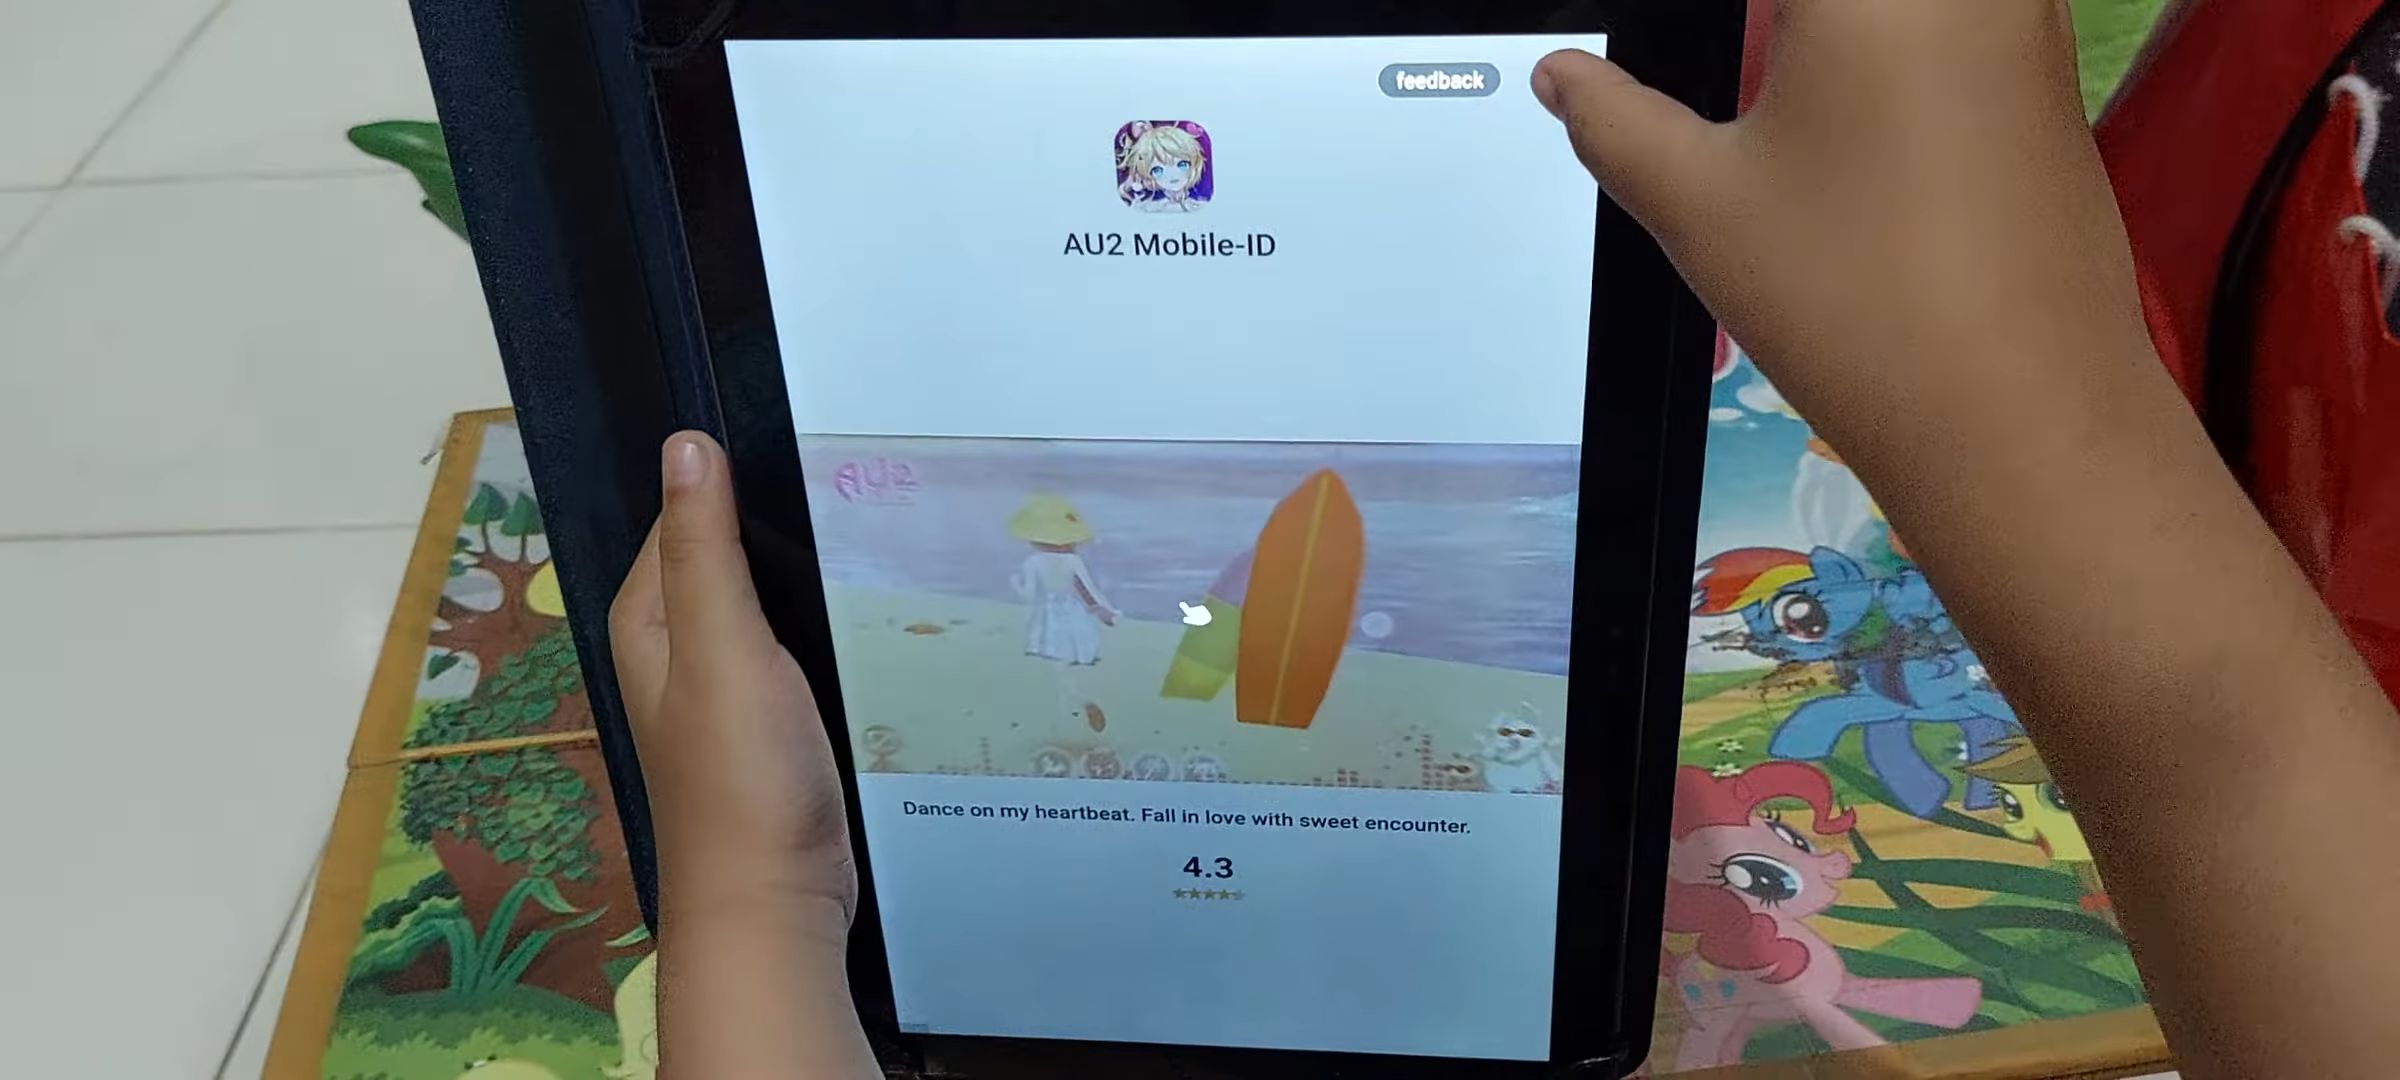 feedback
AU2 Mobile-ID
AU2
Dance on my heartbeat. Fall in love with sweet encounter.
4.3